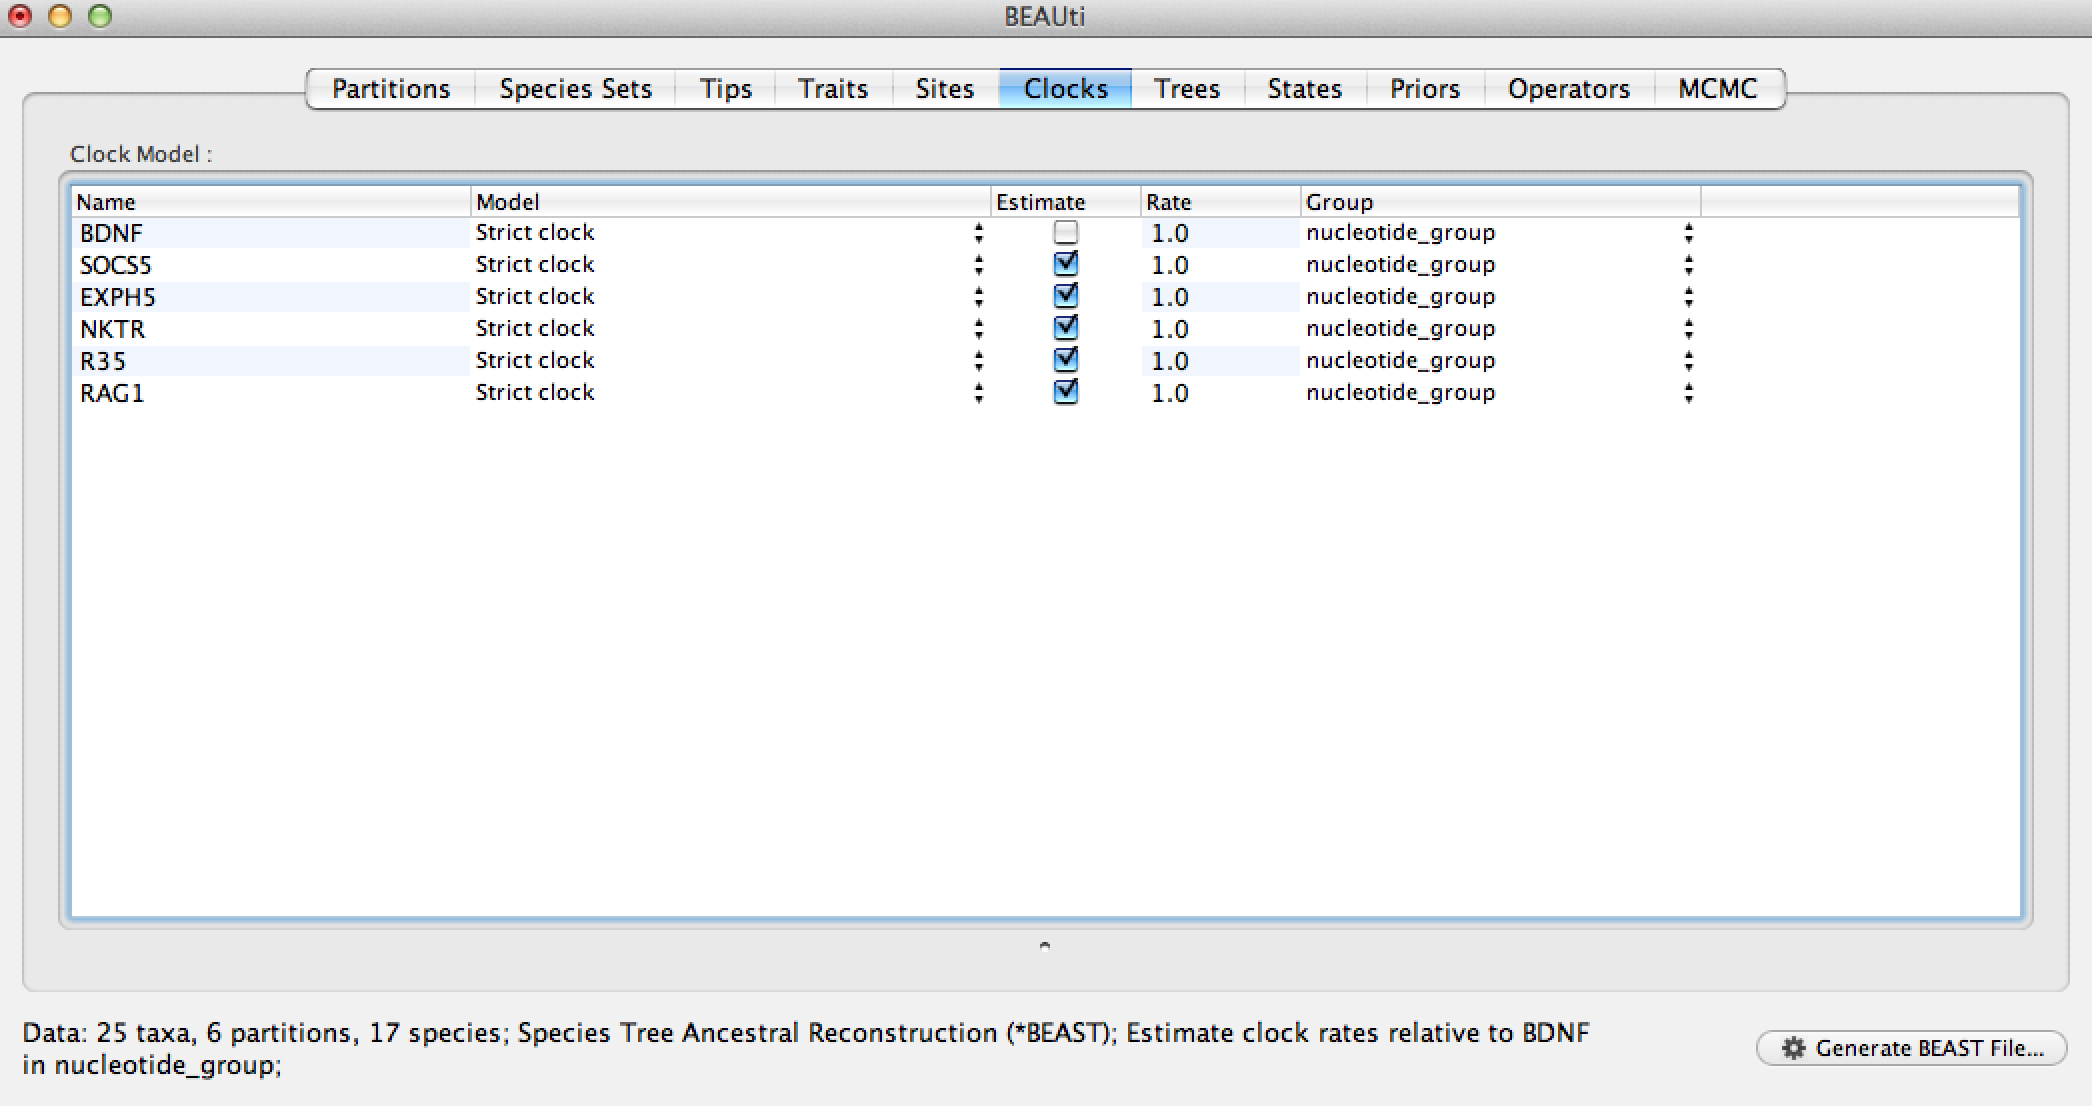 BEAUti
Partitions Species Sets Tips Traits Sites Clocks Trees States Priors Operators MCMC
Clock Model :
Name Model Estimate Rate Group
BDNF Strict clock 1.0 nucleotide_group
SOCS5 Strict clock 1.0 nucleotide_group
EXPH5 Strict clock 1.0 nucleotide_group
NKTR Strict clock 1.0 nucleotide_group
R35 Strict clock 1.0 nucleotide_group
RAG1 Strict clock 1.0 nucleotide_group
Data: 25 taxa, 6 partitions, 17 species; Species Tree Ancestral Reconstruction (*BEAST); Estimate clock rates relative to BDNF
in nucleotide_group;
Generate BEAST File...